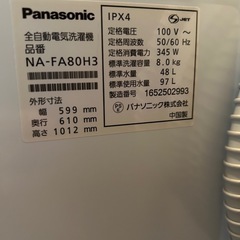 Panasonic
全自動電気洗濯機
品番
NA-FA80H3
外形寸法
幅 599 mm
奥行 610 mm
高さ 1012 mm
IPX4
JET
定格電圧 100 V～
定格周波数 50/60 Hz
定格消費電力 345 W
標準洗濯容量 8.0 kg
標準水量 48 L
標準使用水量 97 L
製造番号 1652502993
パナソニック株式会社
中国製